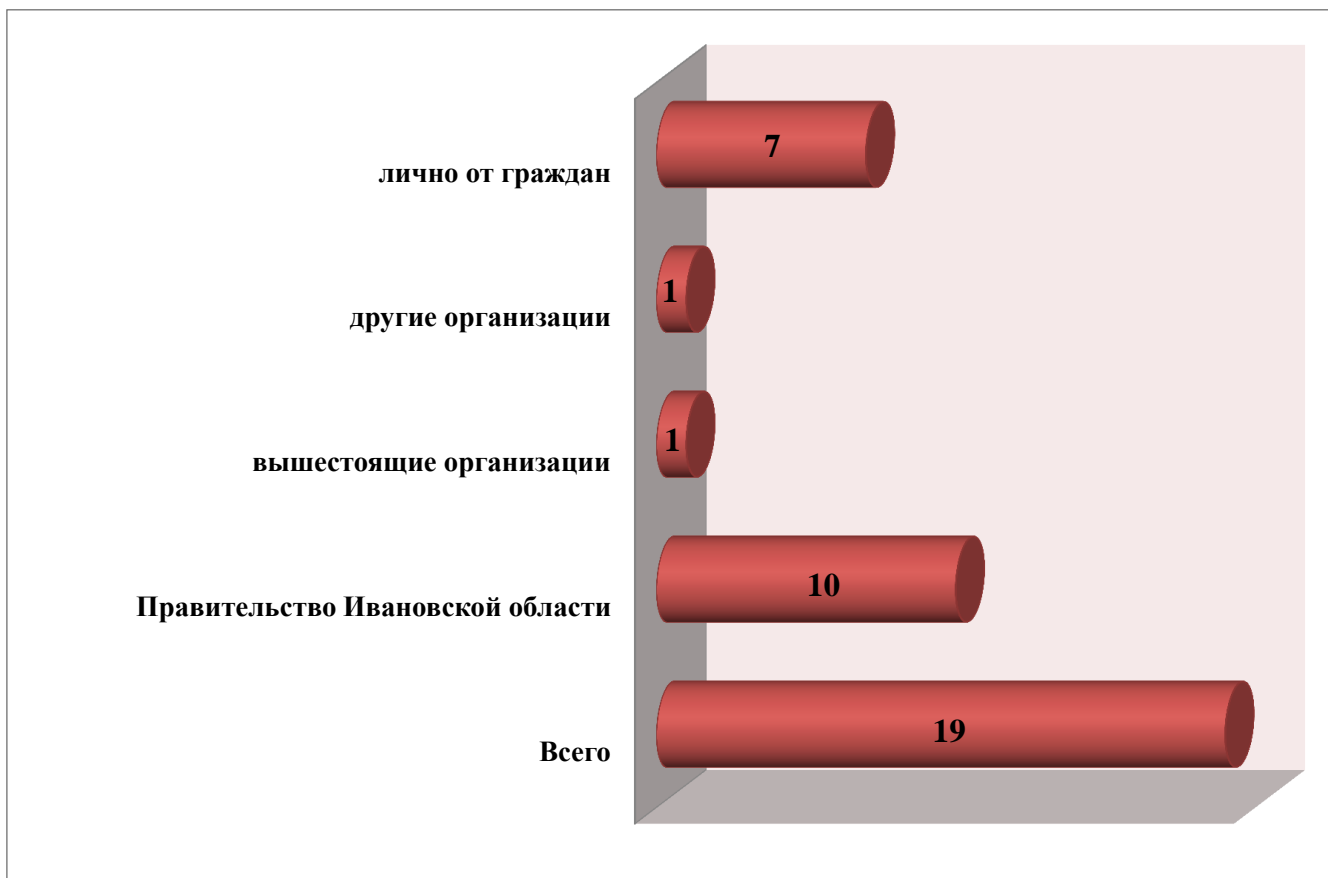 лично от граждан
7
другие организации
1
вышестоящие организации
1
Правительство Ивановской области
10
Всего
19